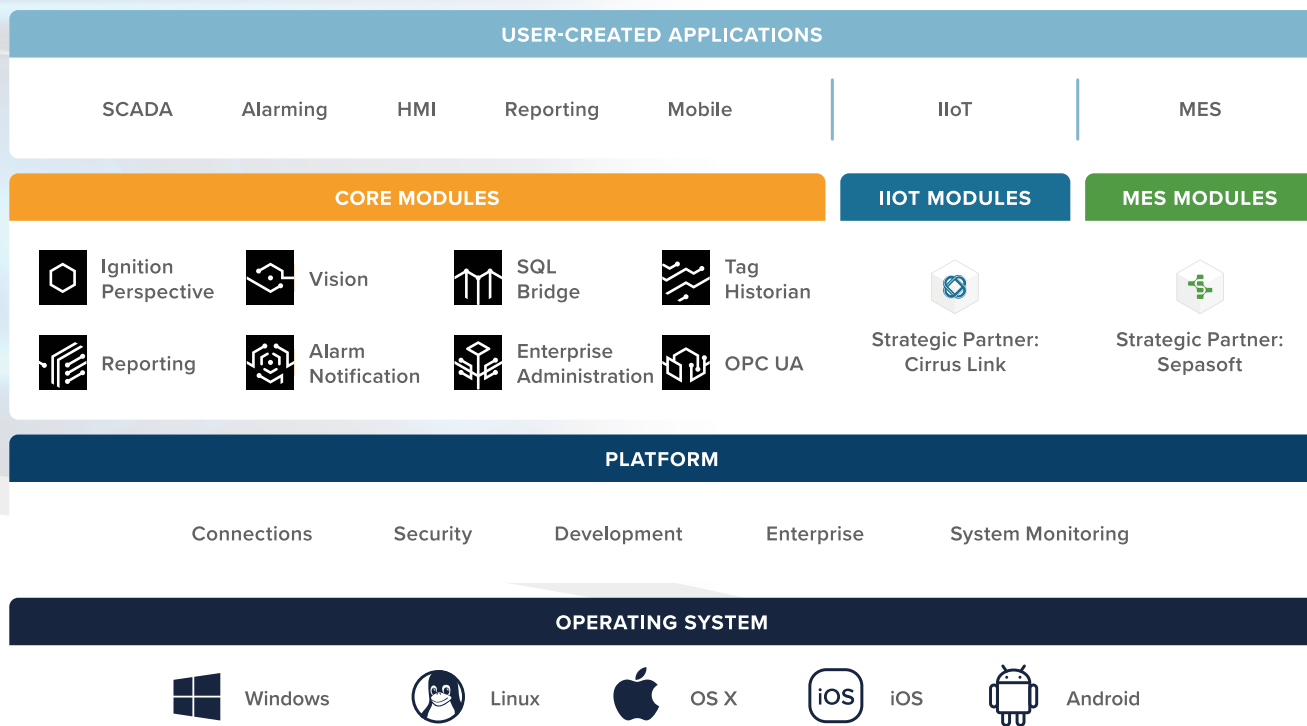 USER-CREATED APPLICATIONS
SCADA Alarming HMI Reporting Mobile IIoT MES
CORE MODULES
Ignition
Perspective
Vision
SQL
Bridge
Tag
Historian
Reporting
Alarm
Notification
Enterprise
Administration
OPC UA
IIOT MODULES
Strategic Partner:
Cirrus Link
MES MODULES
Strategic Partner:
Sepasoft
PLATFORM
Connections Security Development Enterprise System Monitoring
OPERATING SYSTEM
Windows Linux OS X iOS iOS Android